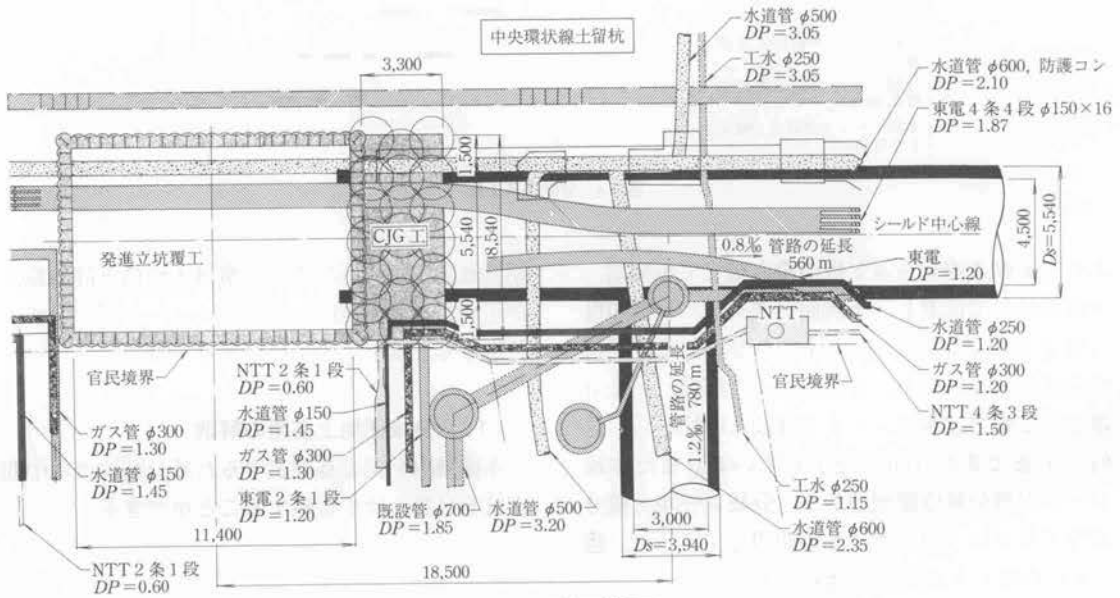 中央環状線土留杭
水道管 φ500
DP=3.05
工水 φ250
DP=3.05
水道管 φ600, 防護コン
DP=2.10
東電 4 条 4 段 φ150×16
DP=1.87
3,300
1,500
5,540
8,540
1,500
CJG 工
発進立坑覆工
シールド中心線
4,500
Ds=5,540
0.8‰ 管路の延長
560 m
東電
DP=1.20
NTT
水道管 φ250
DP=1.20
ガス管 φ300
DP=1.20
NTT 4 条 3 段
DP=1.50
官民境界
官民境界
管路の延長
780 m
1.2‰
NTT 2 条 1 段
DP=0.60
水道管 φ150
DP=1.45
ガス管 φ300
DP=1.30
東電 2 条 1 段
DP=1.20
ガス管 φ300
DP=1.30
水道管 φ150
DP=1.45
既設管 φ700
DP=1.85
水道管 φ500
DP=3.20
工水 φ250
DP=1.15
水道管 φ600
DP=2.35
3,000
Ds=3,940
11,400
18,500
NTT 2 条 1 段
DP=0.60